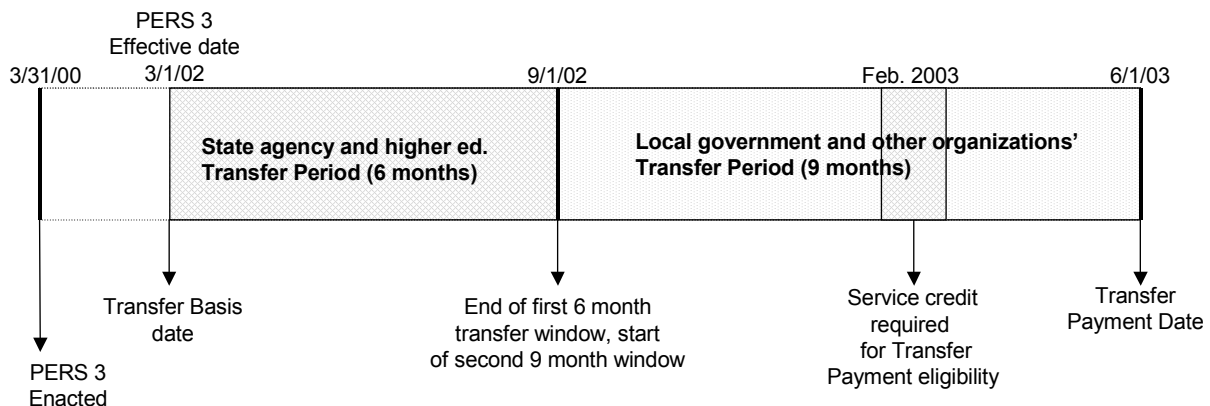 PERS 3
Effective date
3/31/00 3/1/02 9/1/02 Feb. 2003 6/1/03
State agency and higher ed.
Transfer Period (6 months)
Local government and other organizations’
Transfer Period (9 months)
Transfer Basis
date
End of first 6 month
transfer window, start
of second 9 month window
Service credit
required
for Transfer
Payment eligibility
Transfer
Payment Date
PERS 3
Enacted